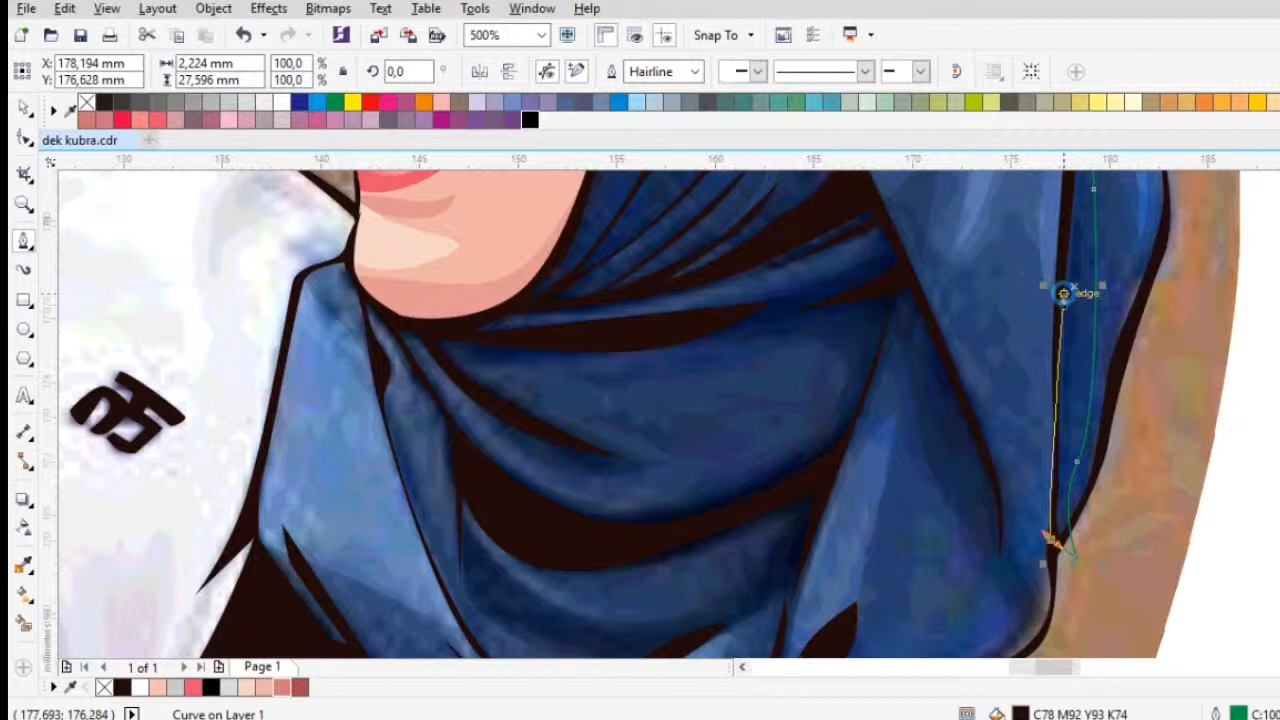 File Edit View Layout Object Effects Bitmaps Text Table Tools Window Help
500% Snap To
X: 178,194 mm 2,224 mm 100,0 % 0,0 ° Hairline
Y: 176,628 mm 27,596 mm 100,0 %
dek kubra.cdr
130 135 140 145 150 155 160 165 170 175 180 185
edge
1 of 1 Page 1
( 177,693; 176,284 ) Curve on Layer 1 C78 M92 Y93 K74 C:100